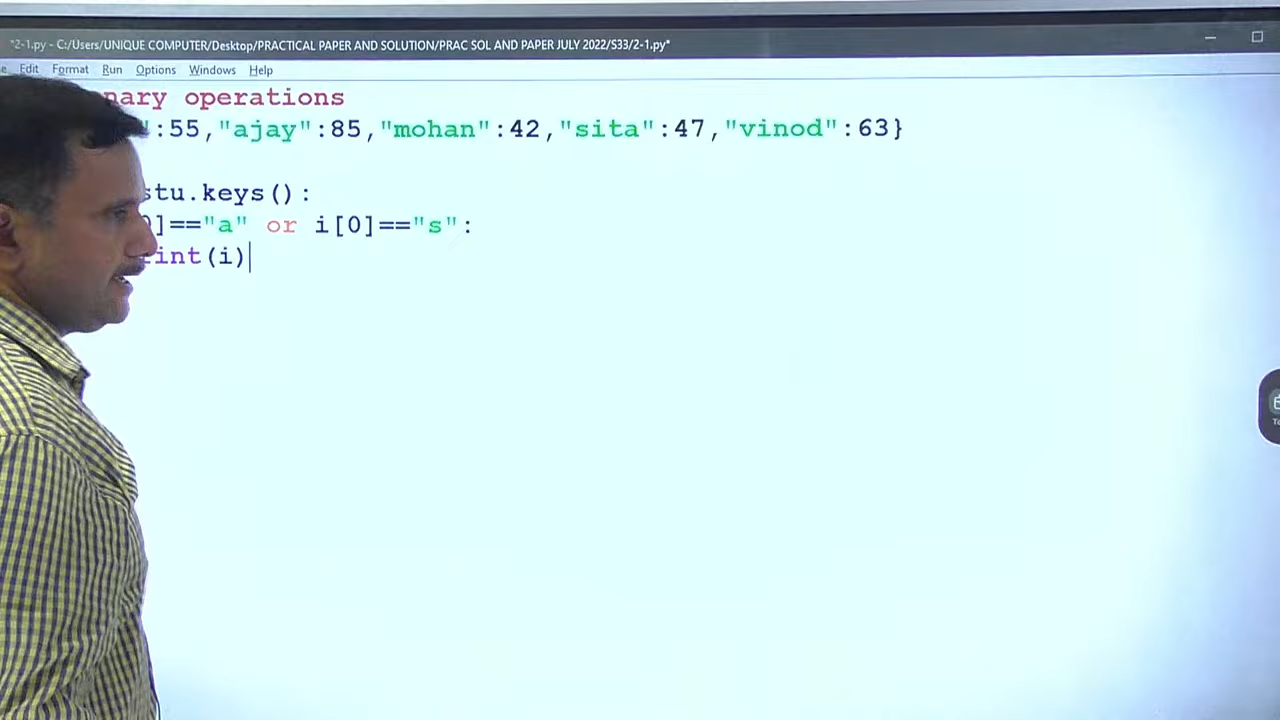 *2-1.py - C:/Users/UNIQUE COMPUTER/Desktop/PRACTICAL PAPER AND SOLUTION/PRAC SOL AND PAPER JULY 2022/S33/2-1.py*
Edit Format Run Options Windows Help
nary operations
":55,"ajay":85,"mohan":42,"sita":47,"vinod":63}
stu.keys():
0]=="a" or i[0]=="s":
rint(i)